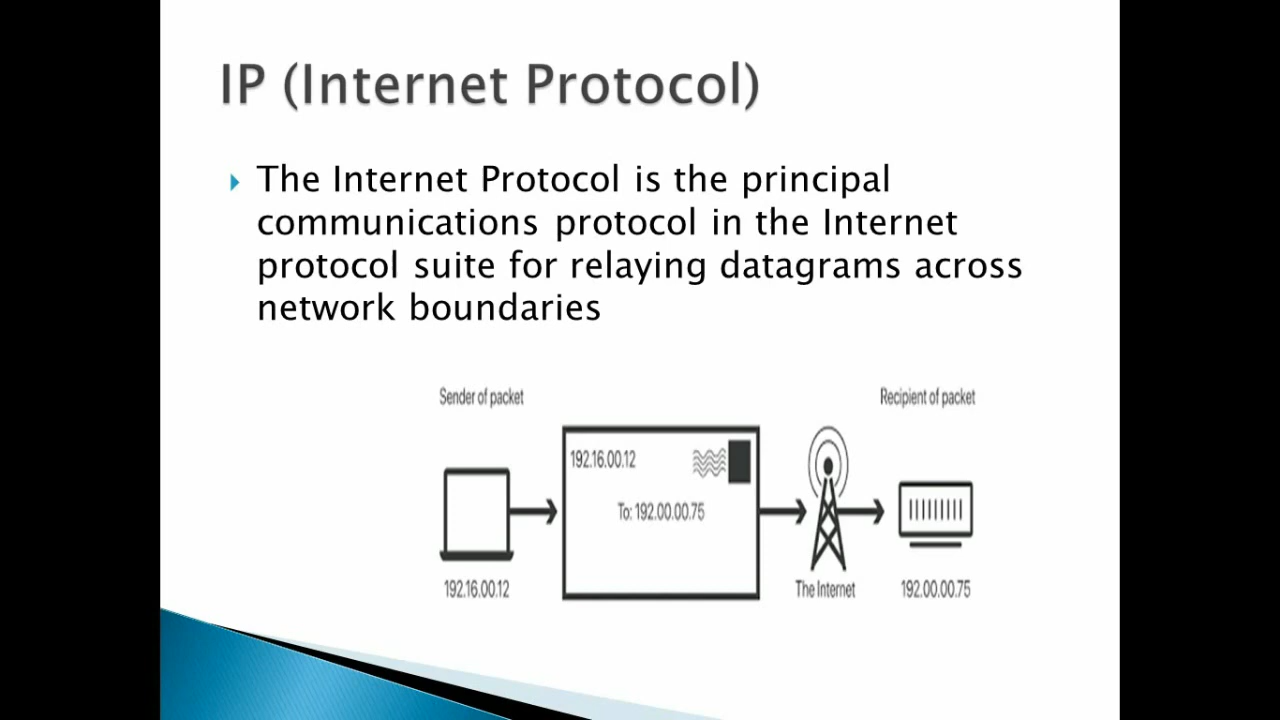 IP (Internet Protocol)
The Internet Protocol is the principal
communications protocol in the Internet
protocol suite for relaying datagrams across
network boundaries
Sender of packet
Recipient of packet
192.16.00.12
To: 192.00.00.75
192.16.00.12
The Internet
192.00.00.75